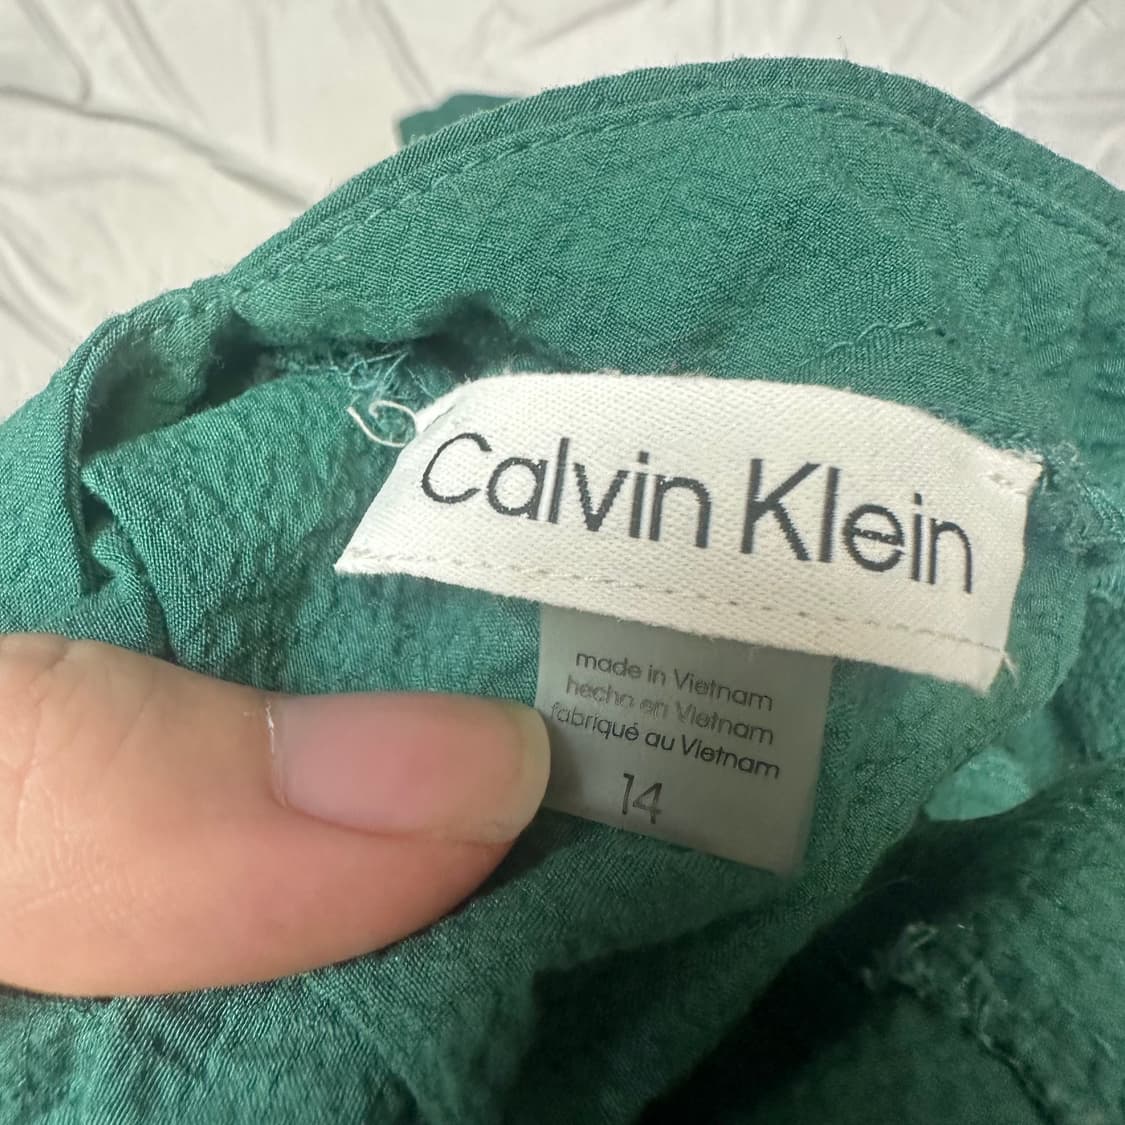 Calvin Klein
made in Vietnam
hecho en Vietnam
fabriqué au Vietnam
14